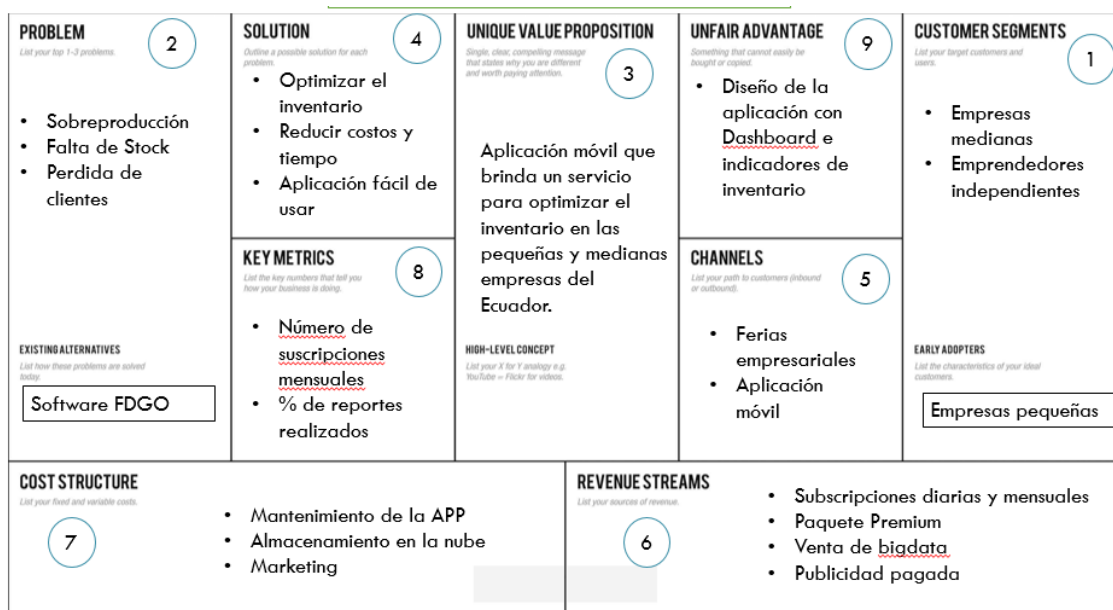 PROBLEM
List your top 1-3 problems.
2
• Sobreproducción
• Falta de Stock
• Perdida de
clientes
EXISTING ALTERNATIVES
List how these problems are solved
today.
Software FDGO
SOLUTION
Outline a possible solution for each
problem.
4
• Optimizar el
inventario
• Reducir costos y
tiempo
• Aplicación fácil de
usar
KEY METRICS
List the key numbers that tell you
how your business is doing.
8
• Número de
suscripciones
mensuales
• % de reportes
realizados
UNIQUE VALUE PROPOSITION
Single, clear, compelling message
that states why you are different
and worth paying attention.
3
Aplicación móvil que
brinda un servicio
para optimizar el
inventario en las
pequeñas y medianas
empresas del
Ecuador.
HIGH-LEVEL CONCEPT
List your X for Y analogy e.g.
YouTube = Flickr for videos.
UNFAIR ADVANTAGE
Something that cannot easily be
bought or copied.
9
• Diseño de la
aplicación con
Dashboard e
indicadores de
inventario
CHANNELS
List your path to customers (inbound
or outbound).
5
• Ferias
empresariales
• Aplicación
móvil
CUSTOMER SEGMENTS
List your target customers and
users.
1
• Empresas
medianas
• Emprendedores
independientes
EARLY ADOPTERS
List the characteristics of your ideal
customers.
Empresas pequeñas
COST STRUCTURE
List your fixed and variable costs.
7
• Mantenimiento de la APP
• Almacenamiento en la nube
• Marketing
REVENUE STREAMS
List your sources of revenue.
6
• Subscripciones diarias y mensuales
• Paquete Premium
• Venta de bigdata
• Publicidad pagada